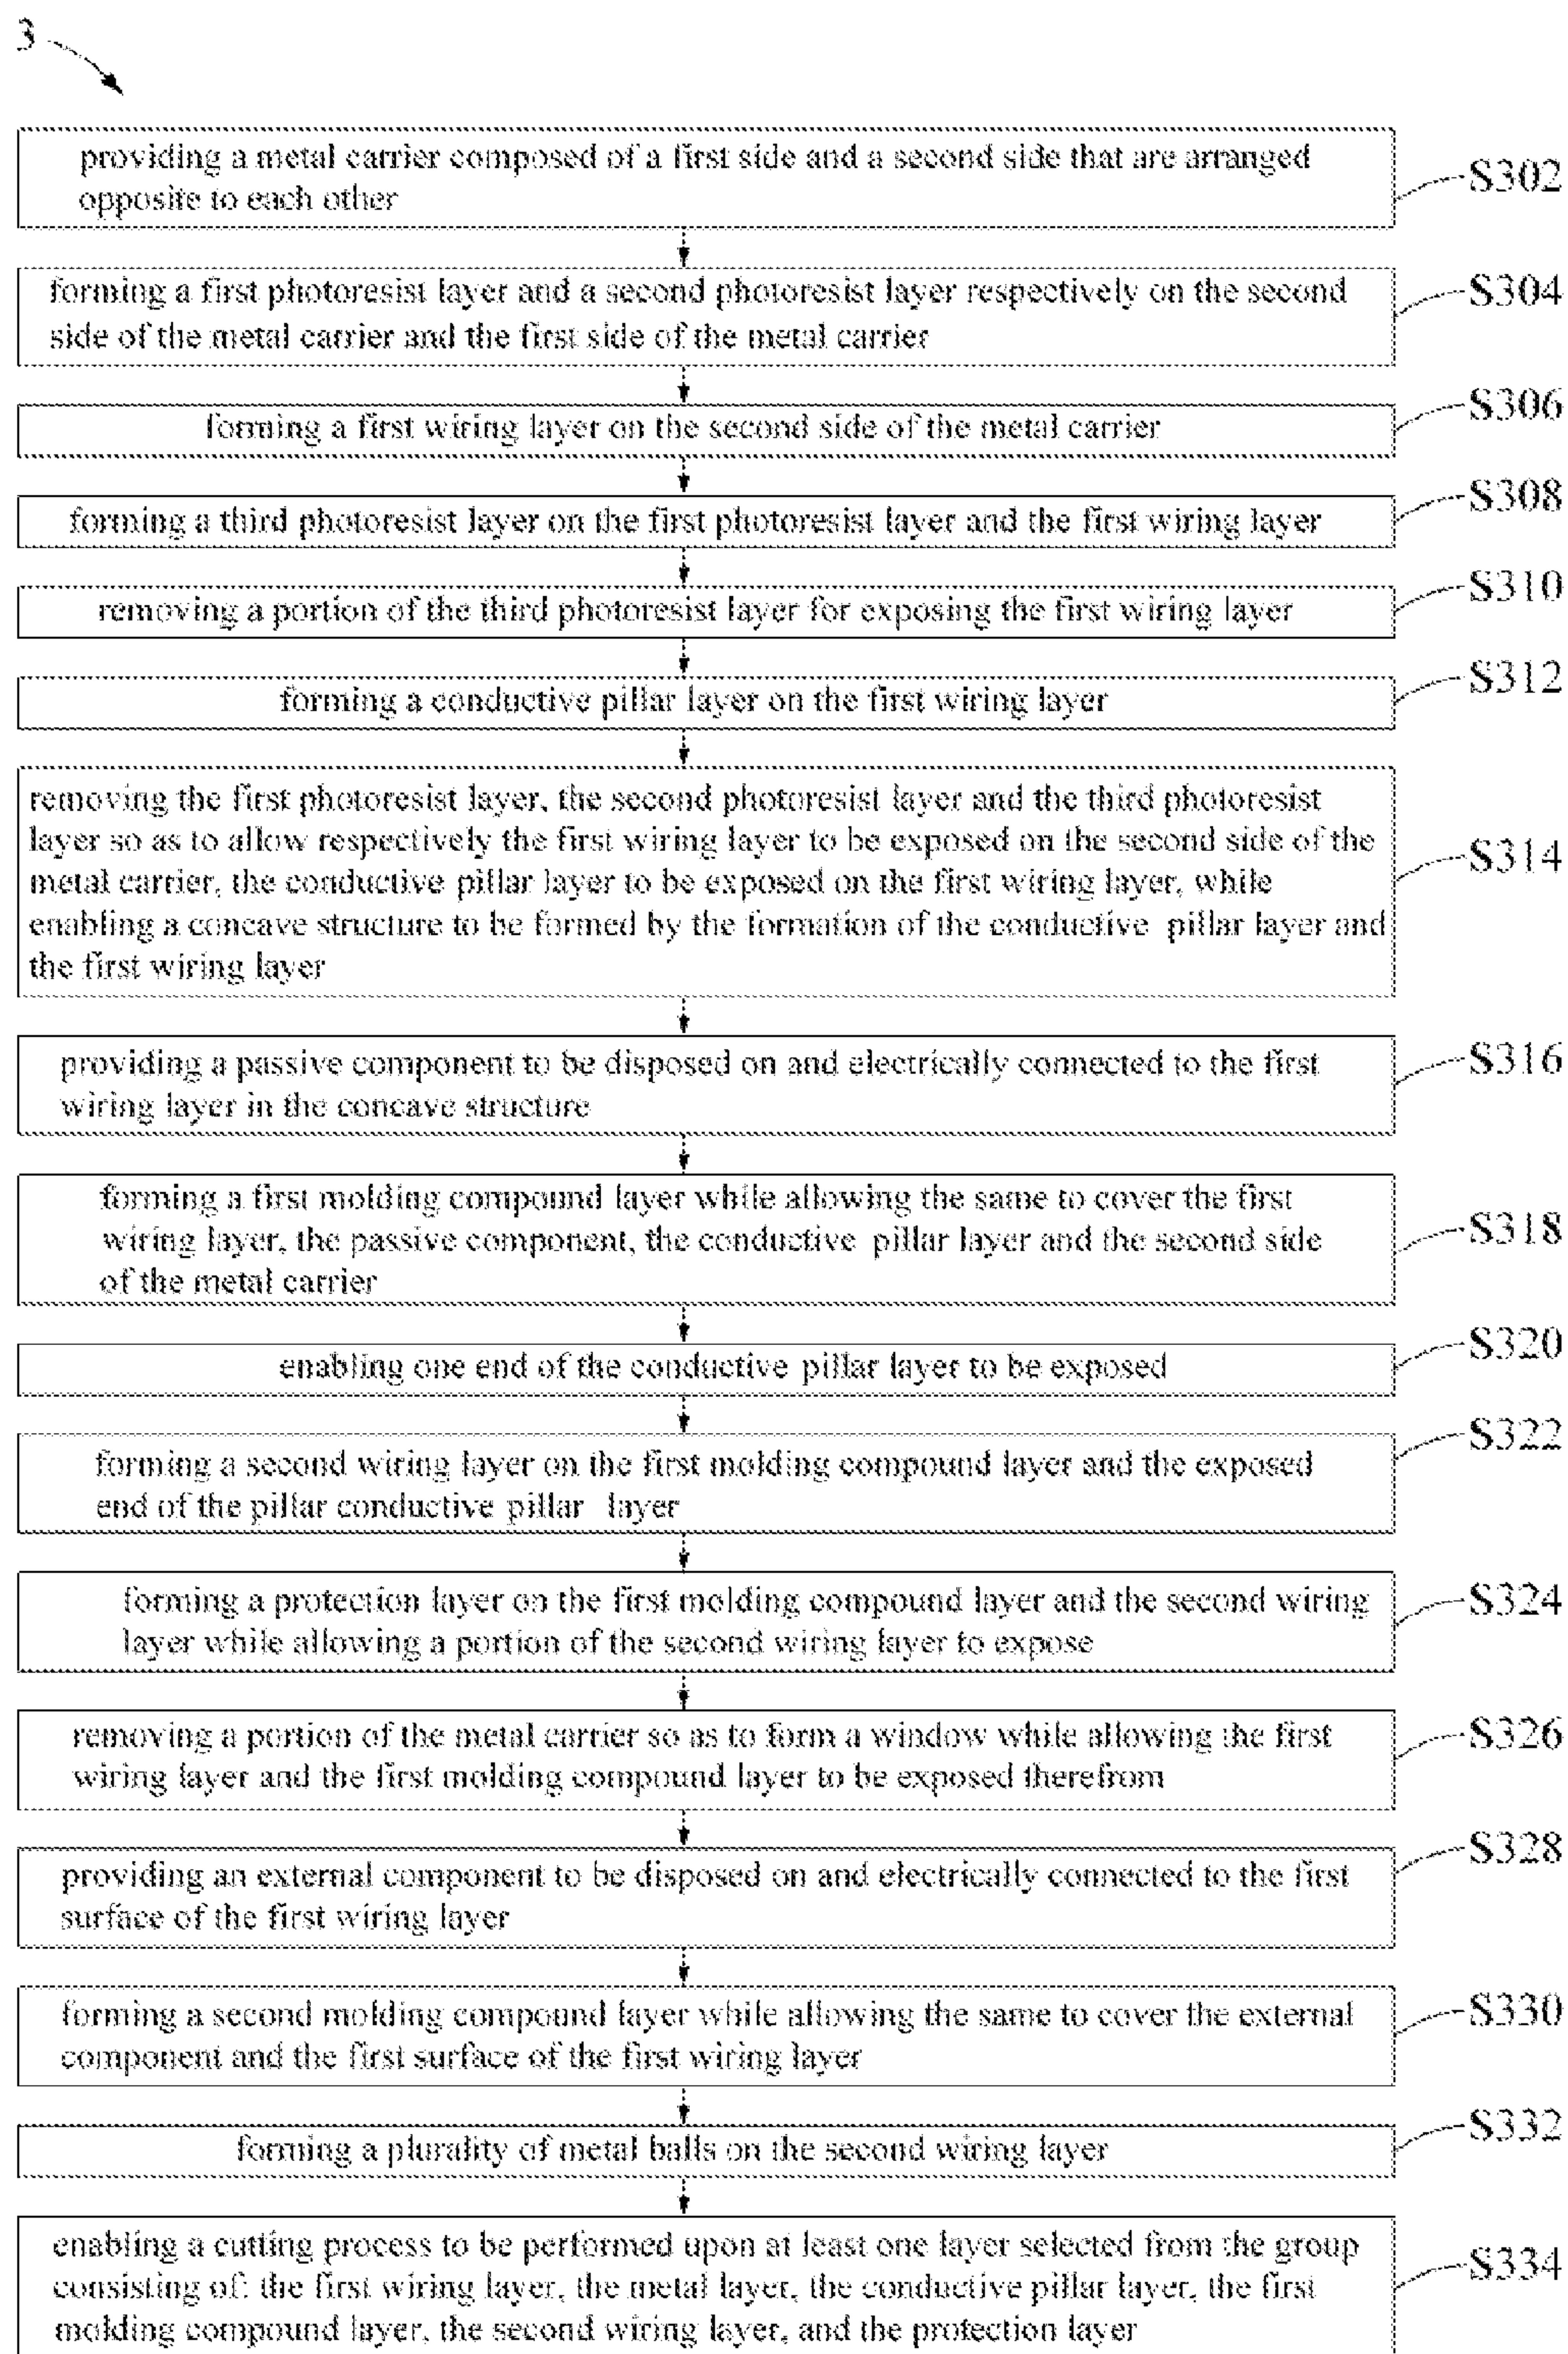 3
providing a metal carrier composed of a first side and a second side that are arranged
opposite to each other
S302
forming a first photoresist layer and a second photoresist layer respectively on the second
side of the metal carrier and the first side of the metal carrier
S304
forming a first wiring layer on the second side of the metal carrier
S306
forming a third photoresist layer on the first photoresist layer and the first wiring layer
S308
removing a portion of the third photoresist layer for exposing the first wiring layer
S310
forming a conductive pillar layer on the first wiring layer
S312
removing the first photoresist layer, the second photoresist layer and the third photoresist
layer so as to allow respectively the first wiring layer to be exposed on the second side of the
metal carrier, the conductive pillar layer to be exposed on the first wiring layer, while
enabling a concave structure to be formed by the formation of the conductive pillar layer and
the first wiring layer
S314
providing a passive component to be disposed on and electrically connected to the first
wiring layer in the concave structure
S316
forming a first molding compound layer while allowing the same to cover the first
wiring layer, the passive component, the conductive pillar layer and the second side
of the metal carrier
S318
enabling one end of the conductive pillar layer to be exposed
S320
forming a second wiring layer on the first molding compound layer and the exposed
end of the pillar conductive pillar layer
S322
forming a protection layer on the first molding compound layer and the second wiring
layer while allowing a portion of the second wiring layer to expose
S324
removing a portion of the metal carrier so as to form a window while allowing the first
wiring layer and the first molding compound layer to be exposed therefrom
S326
providing an external component to be disposed on and electrically connected to the first
surface of the first wiring layer
S328
forming a second molding compound layer while allowing the same to cover the external
component and the first surface of the first wiring layer
S330
forming a plurality of metal balls on the second wiring layer
S332
enabling a cutting process to be performed upon at least one layer selected from the group
consisting of: the first wiring layer, the metal layer, the conductive pillar layer, the first
molding compound layer, the second wiring layer, and the protection layer
S334